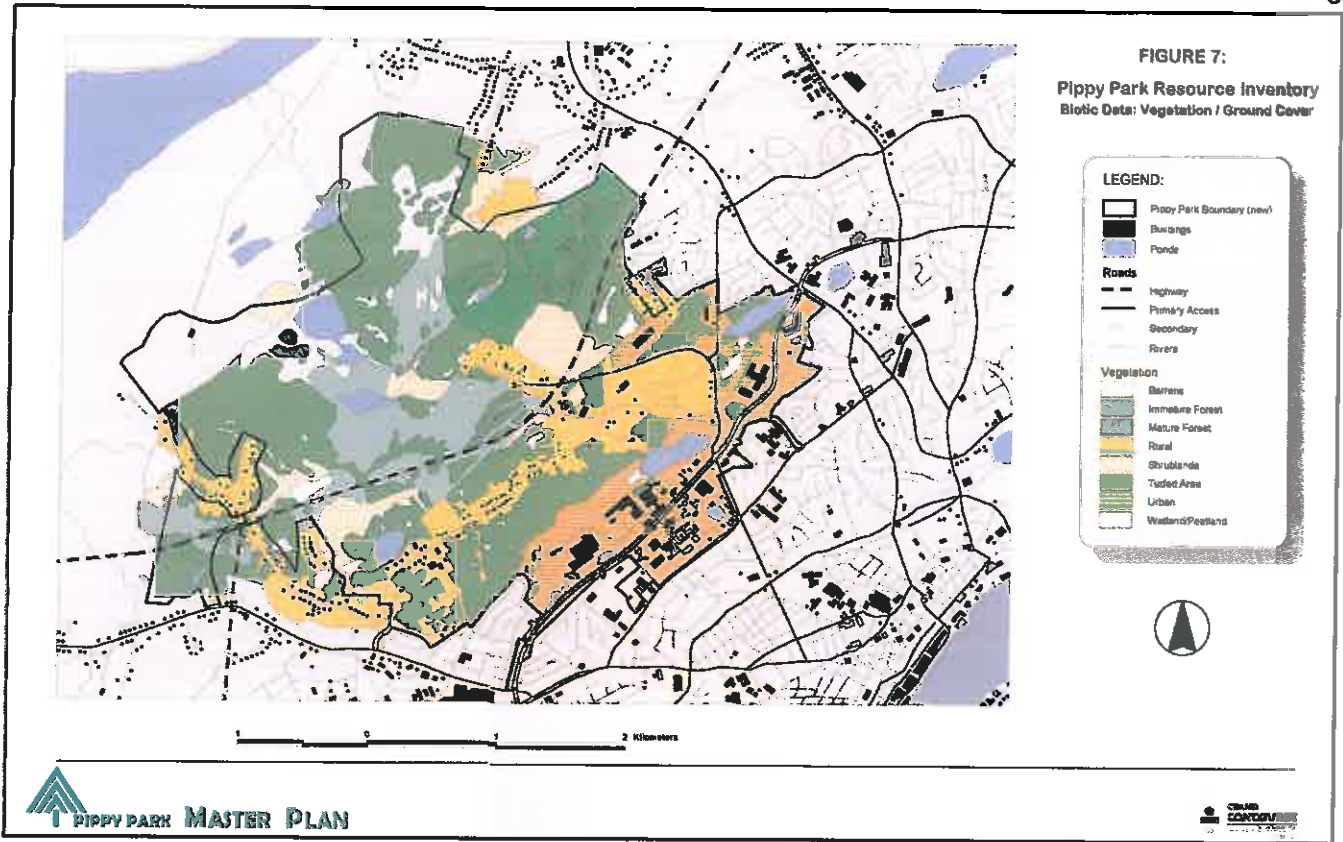 FIGURE 7:
Pippy Park Resource Inventory
Biotic Data: Vegetation / Ground Cover
LEGEND:
Pippy Park Boundary (new)
Buildings
Ponds
Roads
Highway
Primary Access
Secondary
Rivers
Vegetation
Barrens
Immature Forest
Mature Forest
Rural
Shrublands
Turfed Area
Urban
Wetland/Peatland
1 0 1 2 Kilometers
PIPPY PARK MASTER PLAN